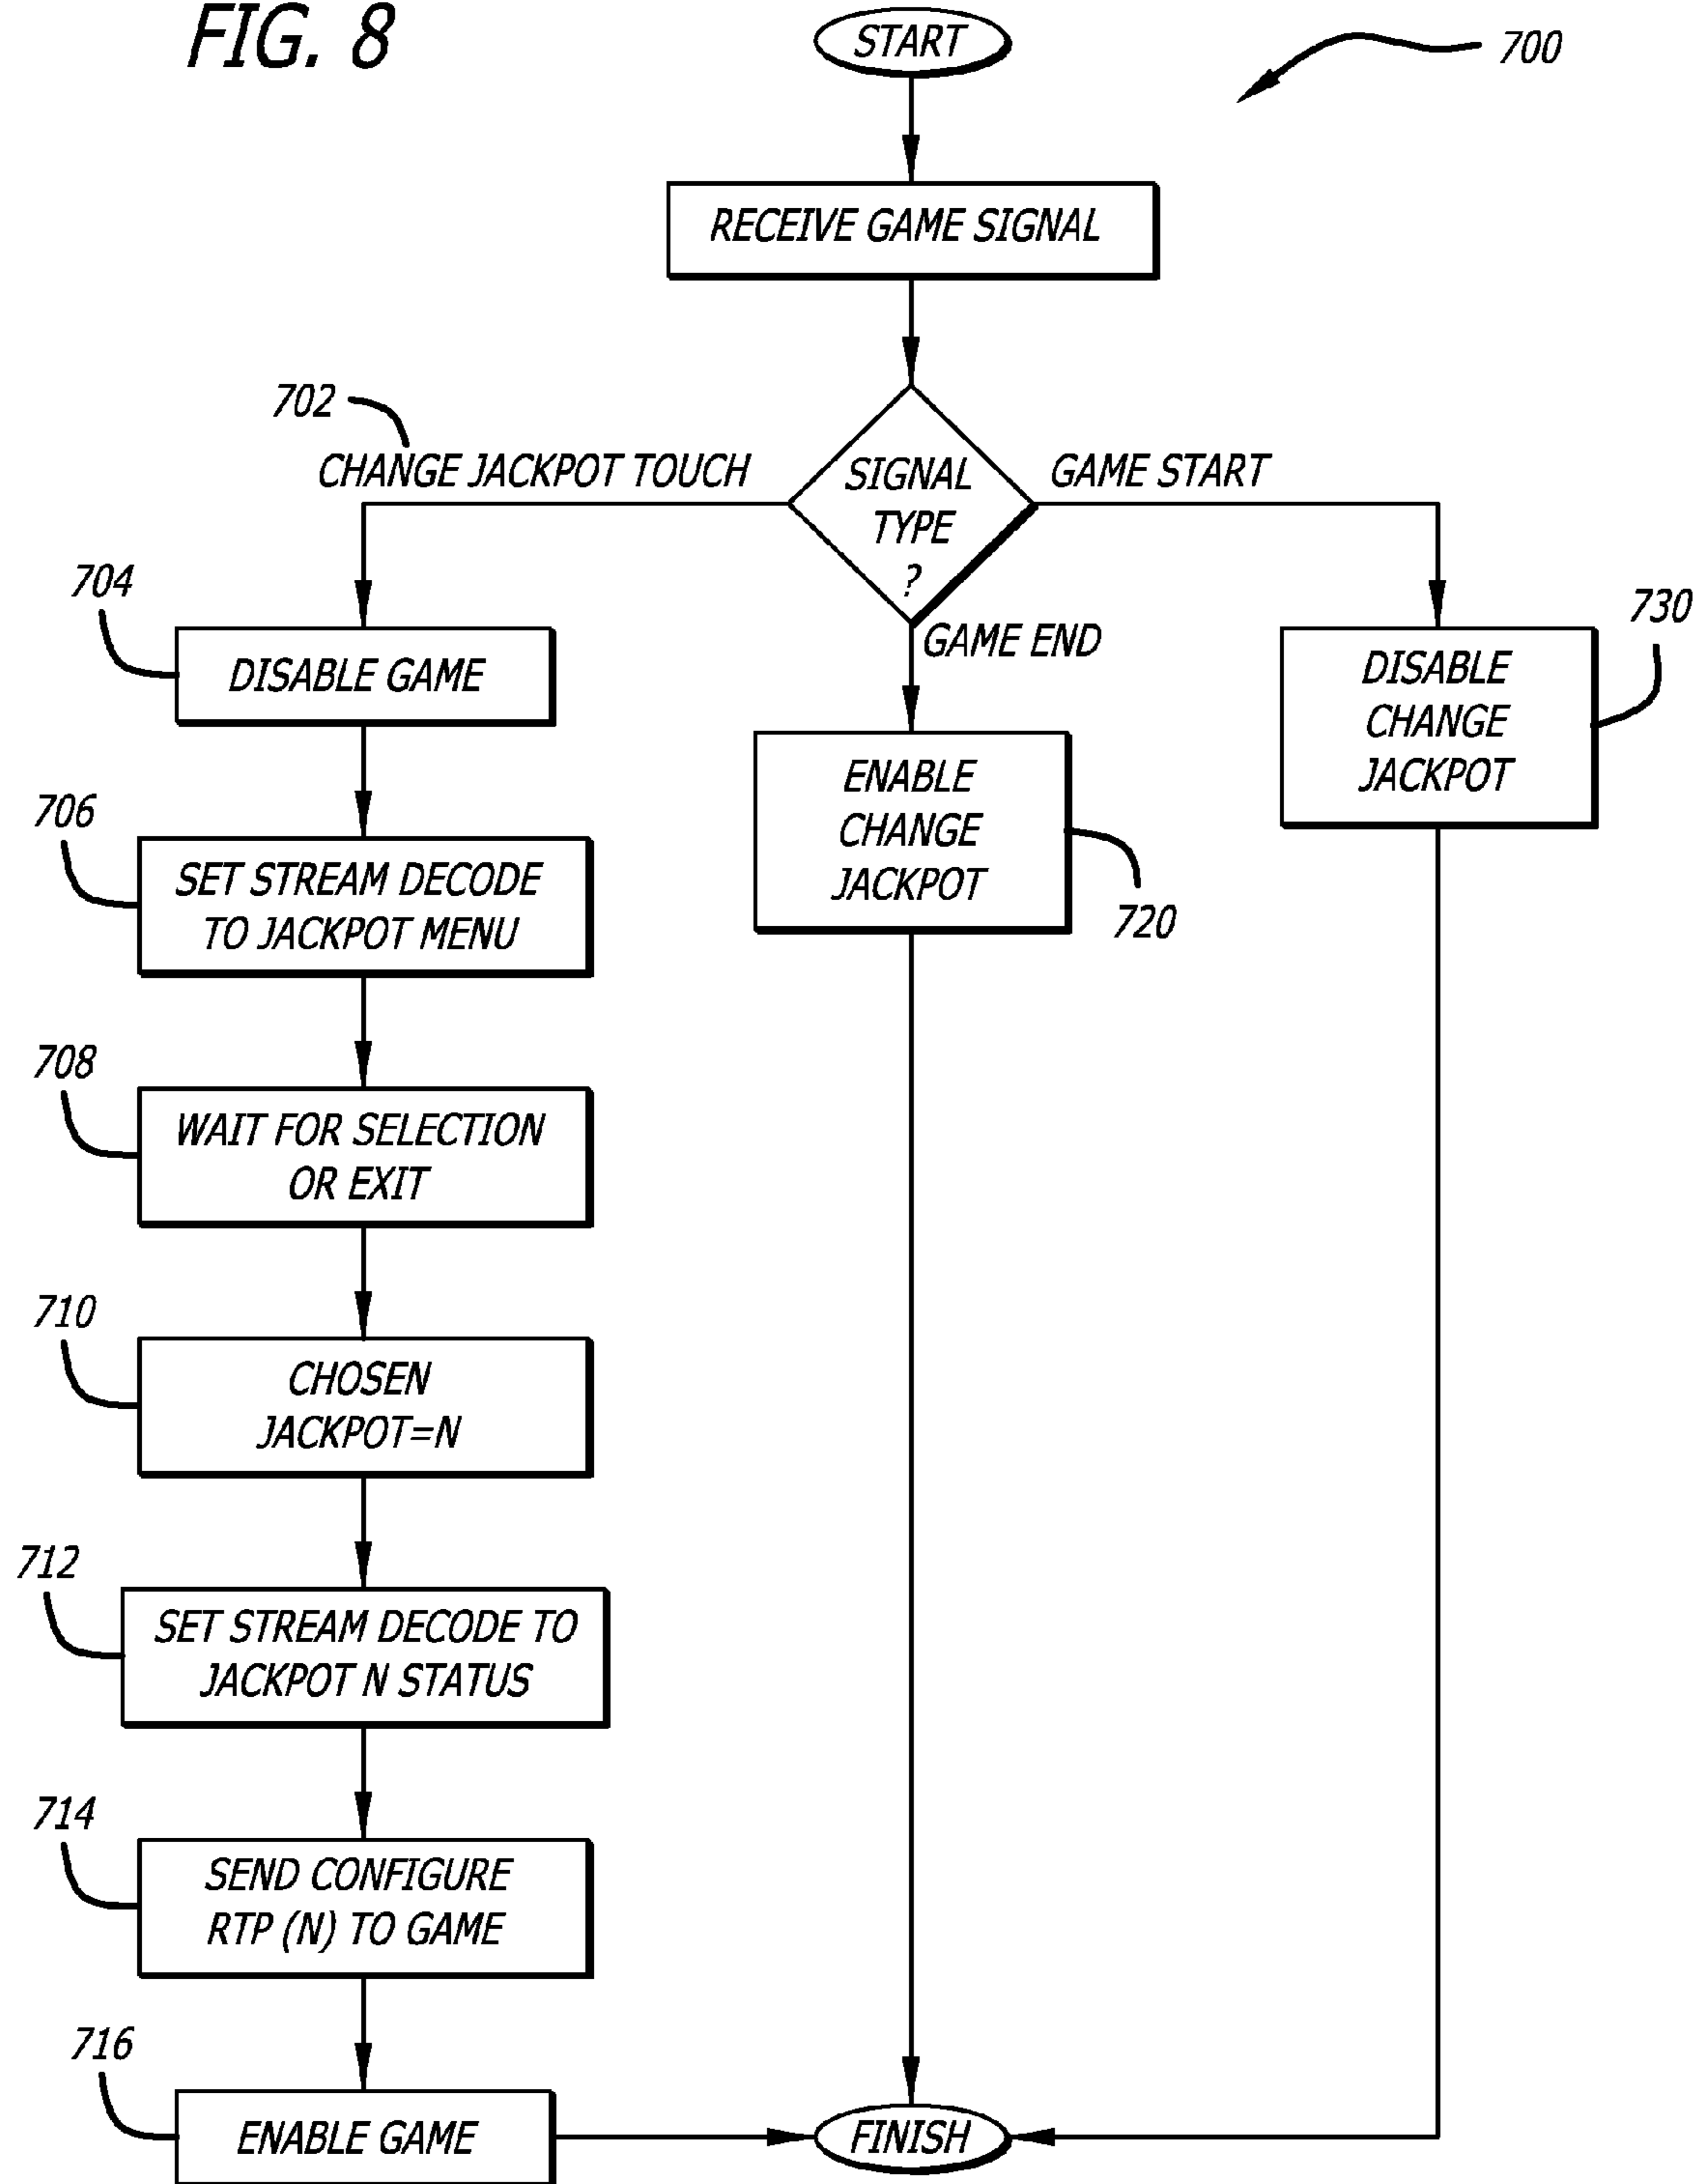 FIG. 8
START
700
RECEIVE GAME SIGNAL
702
CHANGE JACKPOT TOUCH
SIGNAL
TYPE
?
GAME START
GAME END
704
DISABLE GAME
730
DISABLE
CHANGE
JACKPOT
ENABLE
CHANGE
JACKPOT
720
706
SET STREAM DECODE
TO JACKPOT MENU
708
WAIT FOR SELECTION
OR EXIT
710
CHOSEN
JACKPOT=N
712
SET STREAM DECODE TO
JACKPOT N STATUS
714
SEND CONFIGURE
RTP (N) TO GAME
716
ENABLE GAME
FINISH